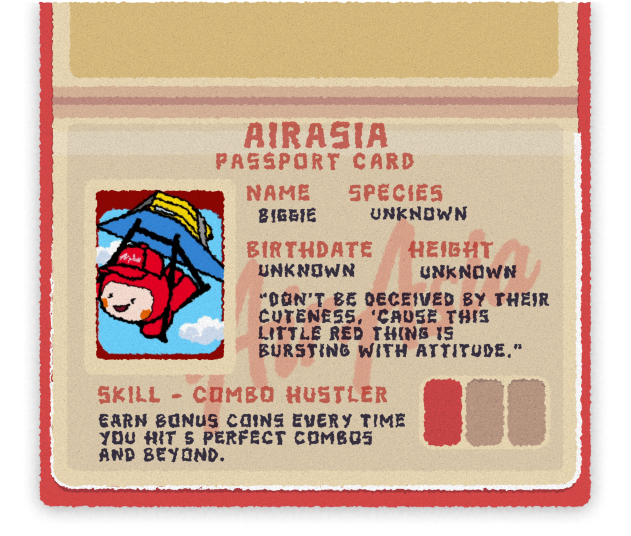 AIRASIA
PASSPORT CARD
NAME SPECIES
BIGGIE UNKNOWN
BIRTHDATE HEIGHT
UNKNOWN UNKNOWN
"DON'T BE DECEIVED BY THEIR
CUTENESS, 'CAUSE THIS
LITTLE RED THING IS
BURSTING WITH ATTITUDE."
AirAsia
AirAsia
SKILL - COMBO HUSTLER
EARN BONUS COINS EVERY TIME
YOU HIT 5 PERFECT COMBOS
AND BEYOND.